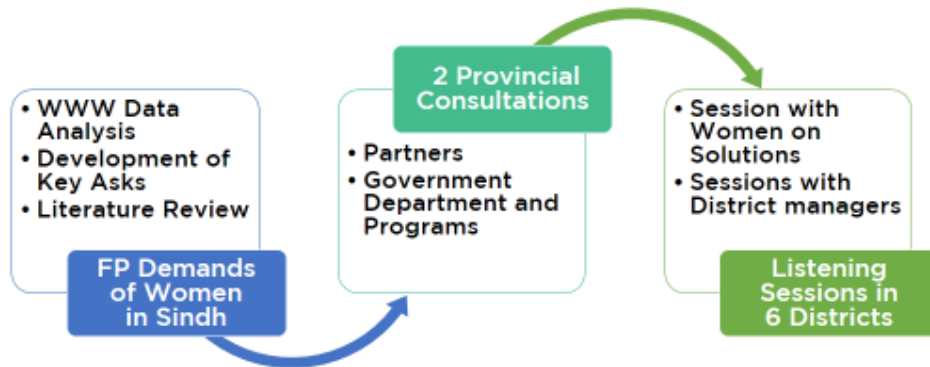 • WWW Data
Analysis
• Development of
Key Asks
• Literature Review
FP Demands
of Women
in Sindh
2 Provincial
Consultations
• Partners
• Government
Department and
Programs
• Session with
Women on
Solutions
• Sessions with
District managers
Listening
Sessions in
6 Districts